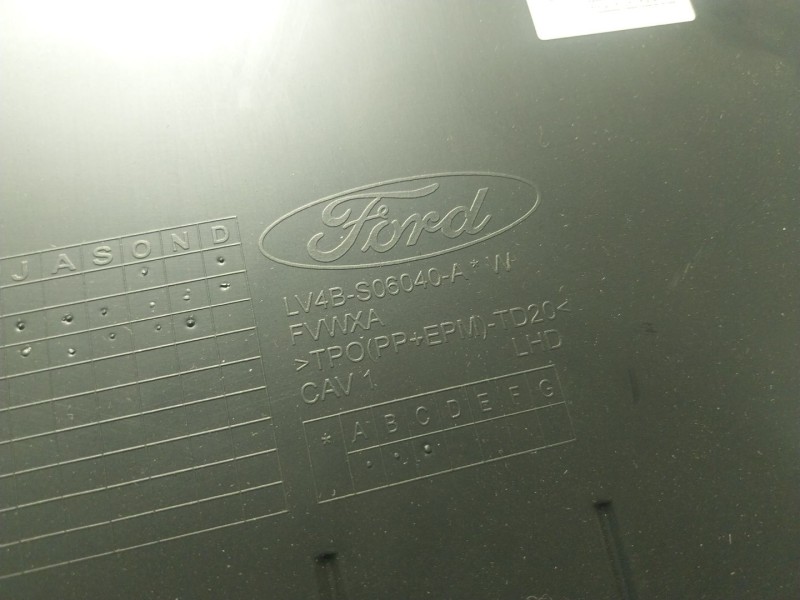 Ford
LV4B-S06040-A*W
FVWXA
>TPO(PP+EPM)-TD20<
CAV 1 LHD
J A S O N D
* A B C D E F G